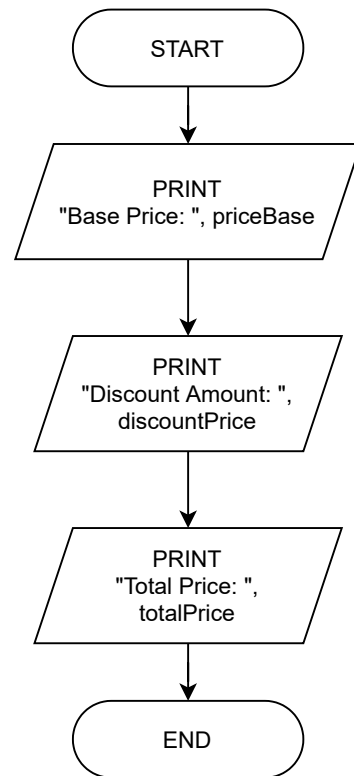 START
PRINT
"Base Price: ", priceBase
PRINT
"Discount Amount: ",
discountPrice
PRINT
"Total Price: ",
totalPrice
END